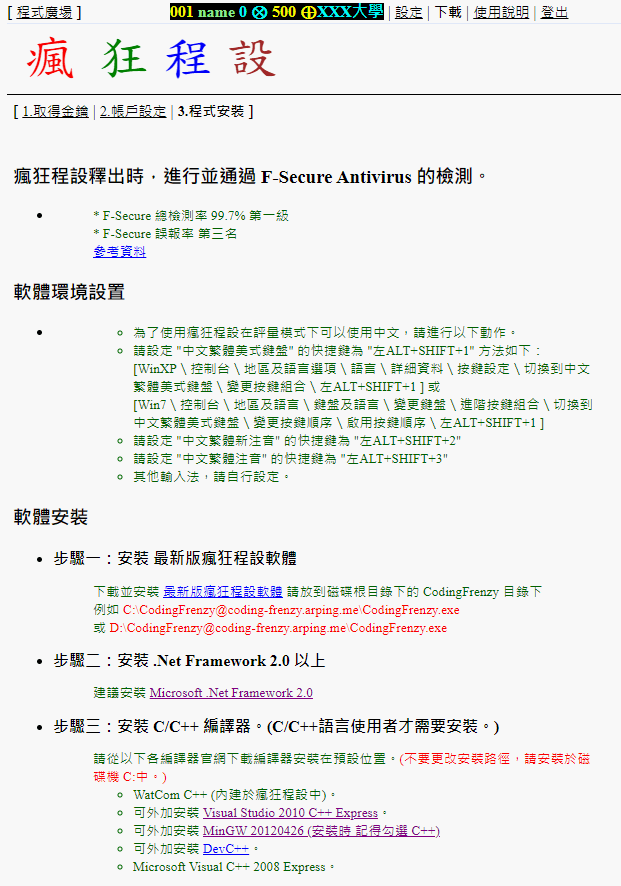 [ 程式廣場 ] 001 name 0 ⊗ 500 ⊕XXX大學 | 設定 | 下載 | 使用說明 | 登出
瘋狂程設
[ 1.取得金鑰 | 2.帳戶設定 | 3.程式安裝 ]
瘋狂程設釋出時，進行並通過 F-Secure Antivirus 的檢測。
* F-Secure 總檢測率 99.7% 第一級
* F-Secure 誤報率 第三名
參考資料
軟體環境設置
為了使用瘋狂程設在評量模式下可以使用中文，請進行以下動作。
請設定 "中文繁體美式鍵盤" 的快捷鍵為 "左ALT+SHIFT+1" 方法如下：
[WinXP \ 控制台 \ 地區及語言選項 \ 語言 \ 詳細資料 \ 按鍵設定 \ 切換到中文
繁體美式鍵盤 \ 變更按鍵組合 \ 左ALT+SHIFT+1 ] 或
[Win7 \ 控制台 \ 地區及語言 \ 鍵盤及語言 \ 變更鍵盤 \ 進階按鍵組合 \ 切換到
中文繁體美式鍵盤 \ 變更按鍵順序 \ 啟用按鍵順序 \ 左ALT+SHIFT+1 ]
請設定 "中文繁體新注音" 的快捷鍵為 "左ALT+SHIFT+2"
請設定 "中文繁體注音" 的快捷鍵為 "左ALT+SHIFT+3"
其他輸入法，請自行設定。
軟體安裝
步驟一：安裝 最新版瘋狂程設軟體
下載並安裝 最新版瘋狂程設軟體 請放到磁碟根目錄下的 CodingFrenzy 目錄下
例如 C:\CodingFrenzy@coding-frenzy.arping.me\CodingFrenzy.exe
或 D:\CodingFrenzy@coding-frenzy.arping.me\CodingFrenzy.exe
步驟二：安裝 .Net Framework 2.0 以上
建議安裝 Microsoft .Net Framework 2.0
步驟三：安裝 C/C++ 編譯器。(C/C++語言使用者才需要安裝。)
請從以下各編譯器官網下載編譯器安裝在預設位置。(不要更改安裝路徑，請安裝於磁
碟機 C:中。)
WatCom C++ (內建於瘋狂程設中)。
可外加安裝 Visual Studio 2010 C++ Express。
可外加安裝 MinGW 20120426 (安裝時 記得勾選 C++)
可外加安裝 DevC++。
Microsoft Visual C++ 2008 Express。